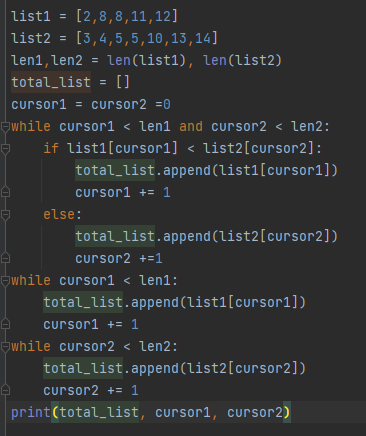 list1 = [2,8,8,11,12]
list2 = [3,4,5,5,10,13,14]
len1,len2 = len(list1), len(list2)
total_list = []
cursor1 = cursor2 =0
while cursor1 < len1 and cursor2 < len2:
    if list1[cursor1] < list2[cursor2]:
        total_list.append(list1[cursor1])
        cursor1 += 1
    else:
        total_list.append(list2[cursor2])
        cursor2 +=1
while cursor1 < len1:
    total_list.append(list1[cursor1])
    cursor1 += 1
while cursor2 < len2:
    total_list.append(list2[cursor2])
    cursor2 += 1
print(total_list, cursor1, cursor2)